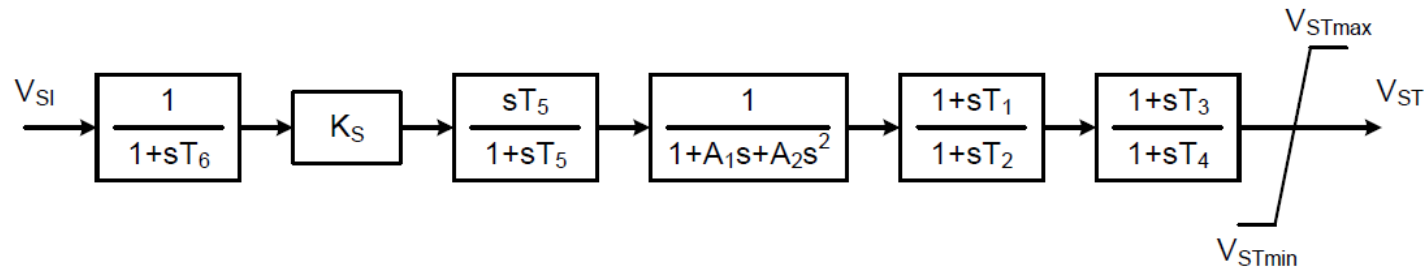 V_SI
1
1+sT_6
K_S
sT_5
1+sT_5
1
1+A_1s+A_2s^2
1+sT_1
1+sT_2
1+sT_3
1+sT_4
V_STmax
V_ST
V_STmin